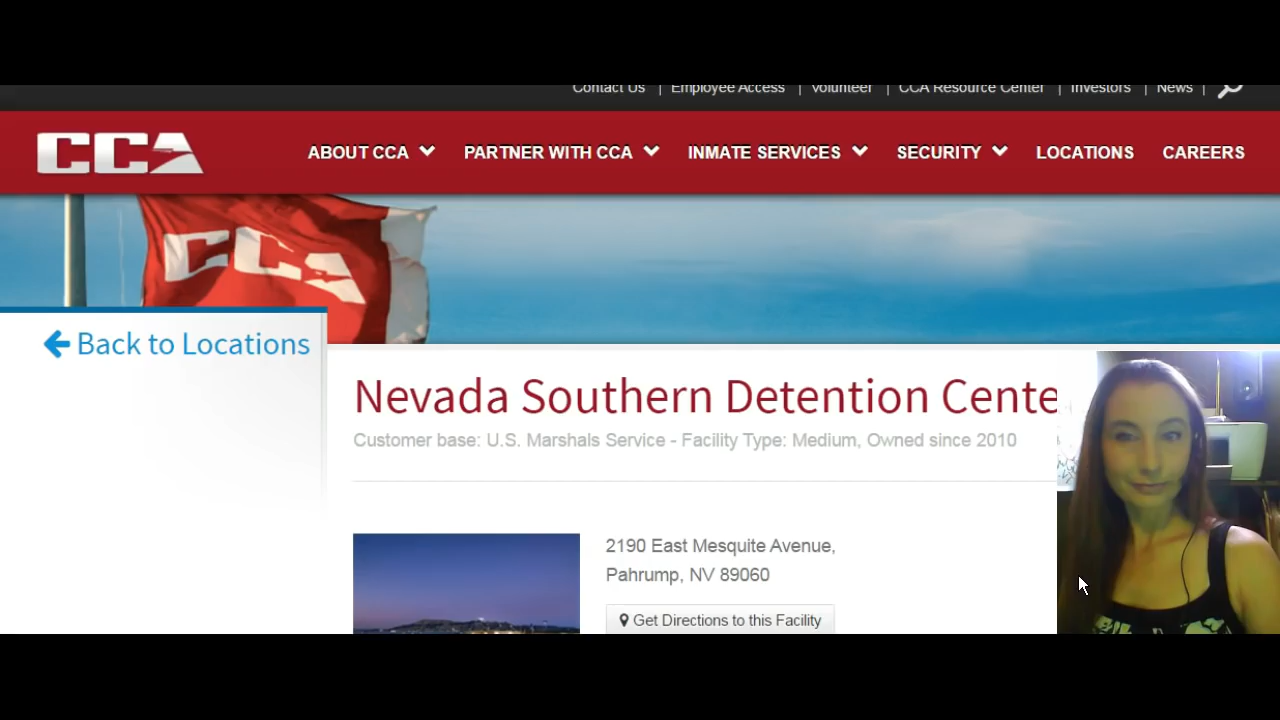 Contact Us | Employee Access | Volunteer | CCA Resource Center | Investors | News |
CCA
ABOUT CCA
PARTNER WITH CCA
INMATE SERVICES
SECURITY
LOCATIONS
CAREERS
CCA
Back to Locations
Nevada Southern Detention Cente
Customer base: U.S. Marshals Service - Facility Type: Medium, Owned since 2010
2190 East Mesquite Avenue,
Pahrump, NV 89060
Get Directions to this Facility